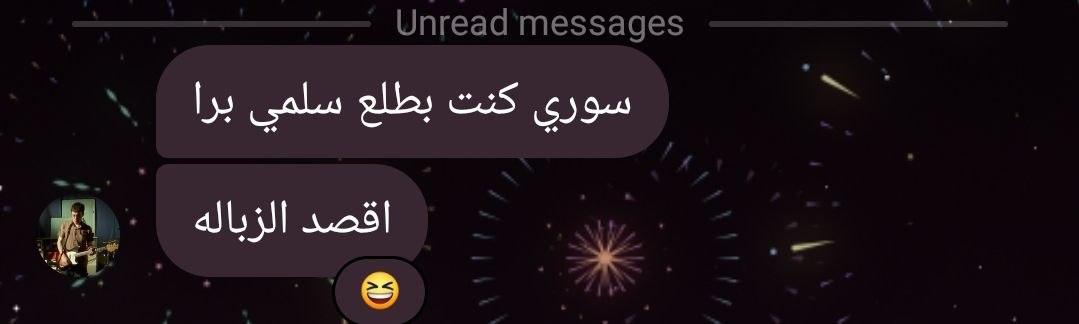 Unread messages
سوري كنت بطلع سلمي برا
اقصد الزباله